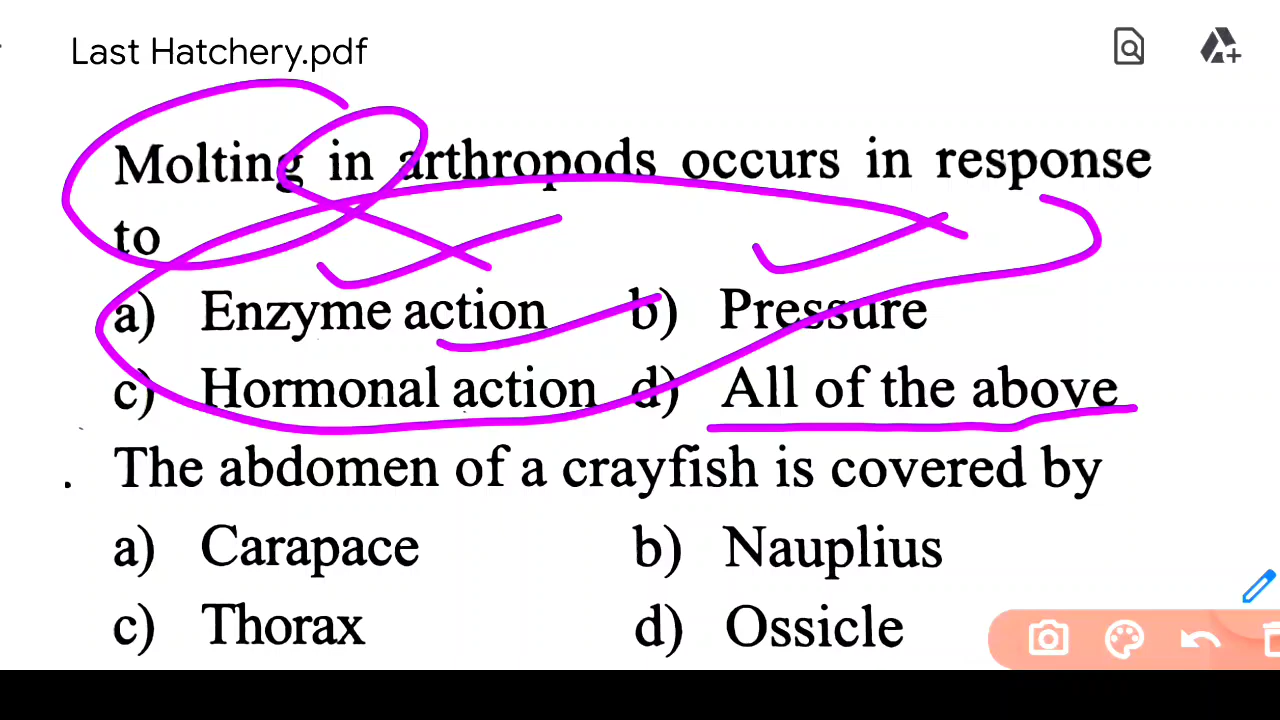 Last Hatchery.pdf
Molting in arthropods occurs in response
to
a) Enzyme action b) Pressure
c) Hormonal action d) All of the above
. The abdomen of a crayfish is covered by
a) Carapace b) Nauplius
c) Thorax d) Ossicle